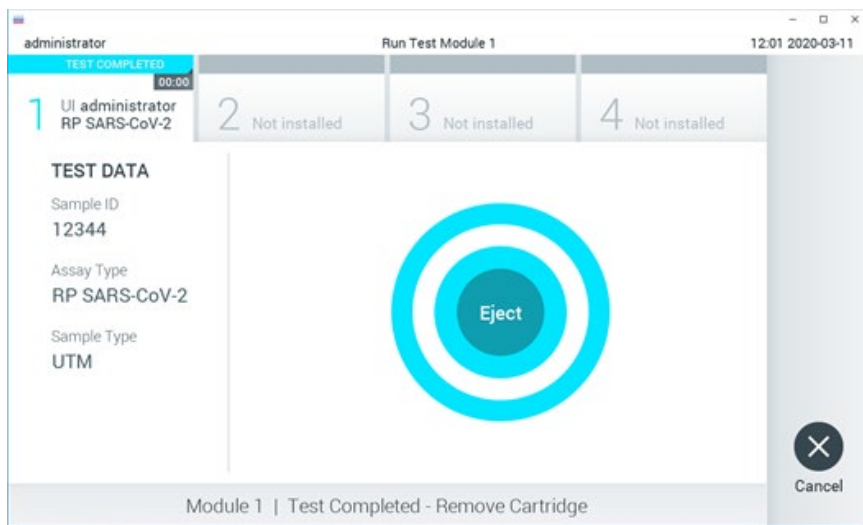 administrator
Run Test Module 1
12:01 2020-03-11
TEST COMPLETED
00:00
1 UI administrator
RP SARS-CoV-2
2 Not installed
3 Not installed
4 Not installed
TEST DATA
Sample ID
12344
Assay Type
RP SARS-CoV-2
Sample Type
UTM
Eject
Cancel
Module 1 | Test Completed - Remove Cartridge